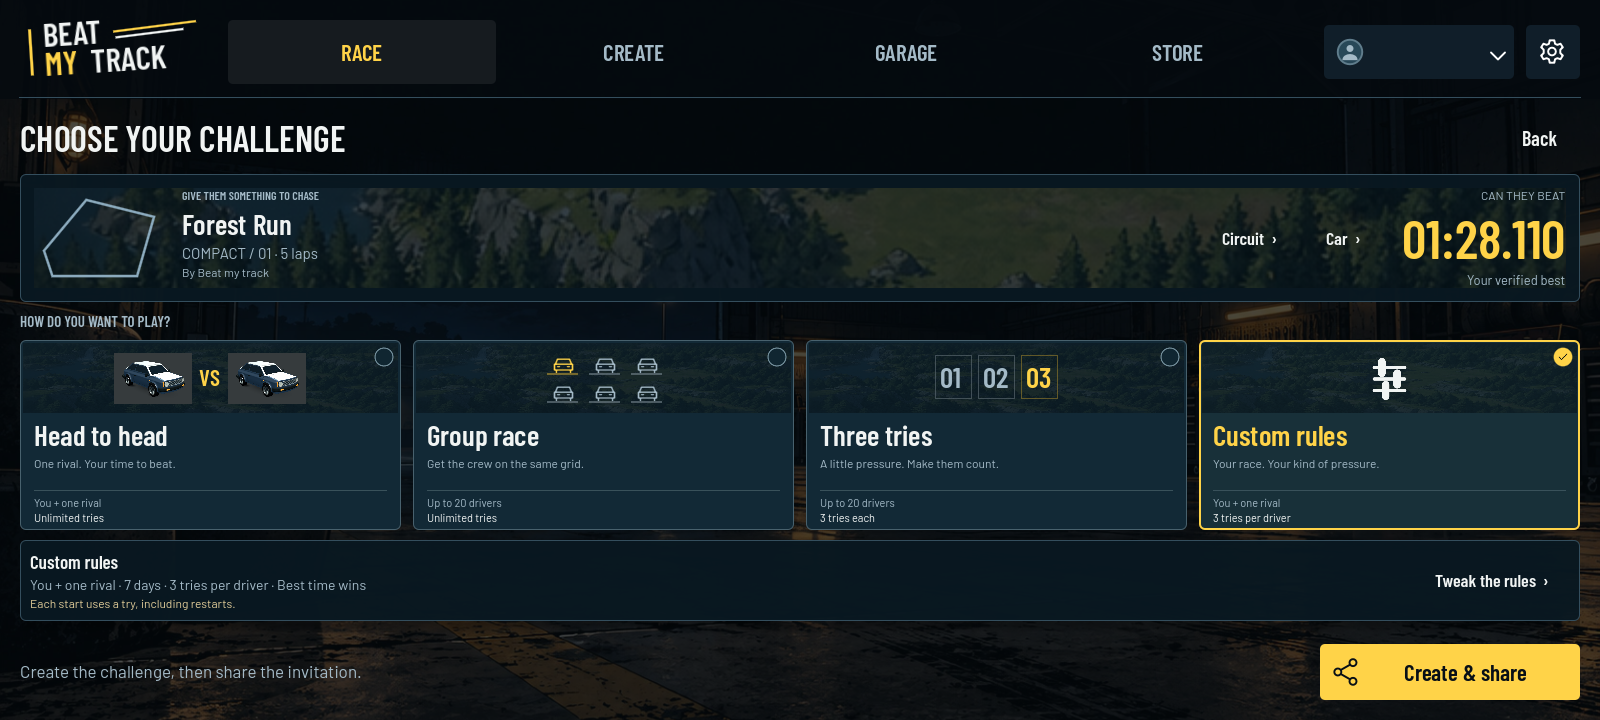 BEAT
MY TRACK
RACE
CREATE
GARAGE
STORE
CHOOSE YOUR CHALLENGE
Back
GIVE THEM SOMETHING TO CHASE
Forest Run
COMPACT / 01 · 5 laps
By Beat my track
Circuit ›
Car ›
CAN THEY BEAT
01:28.110
Your verified best
HOW DO YOU WANT TO PLAY?
VS
Head to head
One rival. Your time to beat.
You + one rival
Unlimited tries
Group race
Get the crew on the same grid.
Up to 20 drivers
Unlimited tries
01 02 03
Three tries
A little pressure. Make them count.
Up to 20 drivers
3 tries each
Custom rules
Your race. Your kind of pressure.
You + one rival
3 tries per driver
Custom rules
You + one rival · 7 days · 3 tries per driver · Best time wins
Each start uses a try, including restarts.
Tweak the rules ›
Create the challenge, then share the invitation.
Create & share